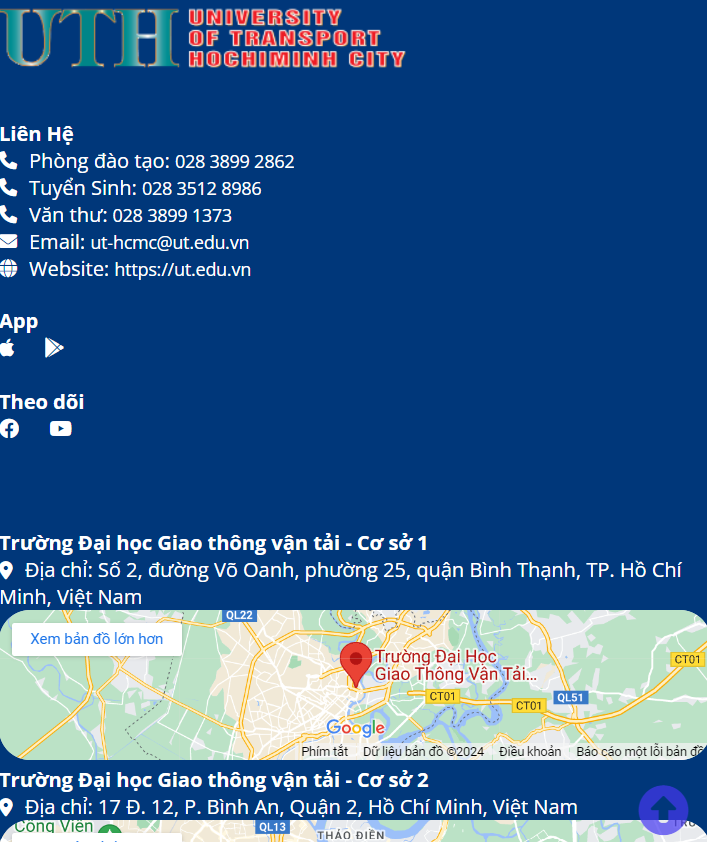 UTH UNIVERSITY
OF TRANSPORT
HOCHIMINH CITY
Liên Hệ
Phòng đào tạo: 028 3899 2862
Tuyển Sinh: 028 3512 8986
Văn thư: 028 3899 1373
Email: ut-hcmc@ut.edu.vn
Website: https://ut.edu.vn
App
Theo dõi
Trường Đại học Giao thông vận tải - Cơ sở 1
Địa chỉ: Số 2, đường Võ Oanh, phường 25, quận Bình Thạnh, TP. Hồ Chí
Minh, Việt Nam
QL22
Xem bản đồ lớn hơn
Trường Đại Học
Giao Thông Vận Tải...
CT01
CT01
QL51
CT01
Google
Phím tắt Dữ liệu bản đồ ©2024 Điều khoản Báo cáo một lỗi bản đồ
Trường Đại học Giao thông vận tải - Cơ sở 2
Địa chỉ: 17 Đ. 12, P. Bình An, Quận 2, Hồ Chí Minh, Việt Nam
Công Viên
QL13
THẢO ĐIỀN